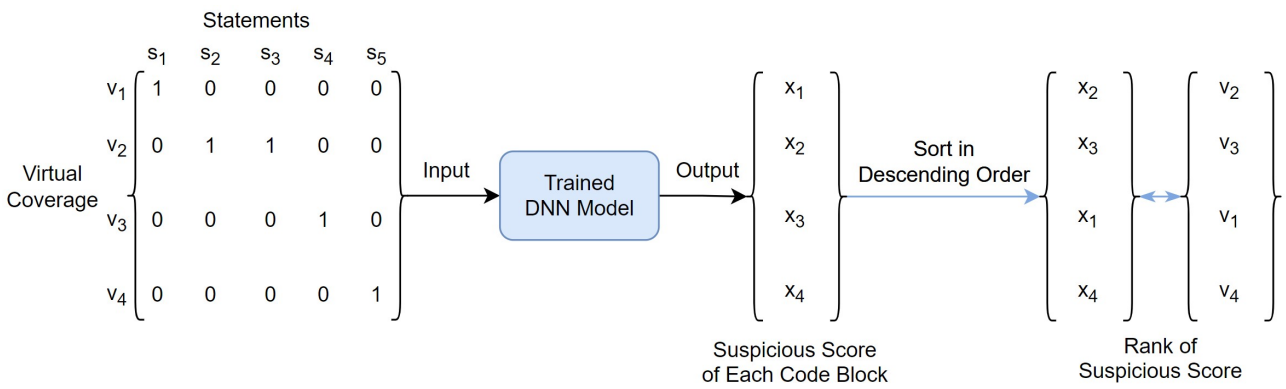 Statements
s1 s2 s3 s4 s5
v1 1 0 0 0 0
v2 0 1 1 0 0
v3 0 0 0 1 0
v4 0 0 0 0 1
Virtual
Coverage
Input
Trained
DNN Model
Output
x1
x2
x3
x4
Suspicious Score
of Each Code Block
Sort in
Descending Order
x2 v2
x3 v3
x1 v1
x4 v4
Rank of
Suspicious Score